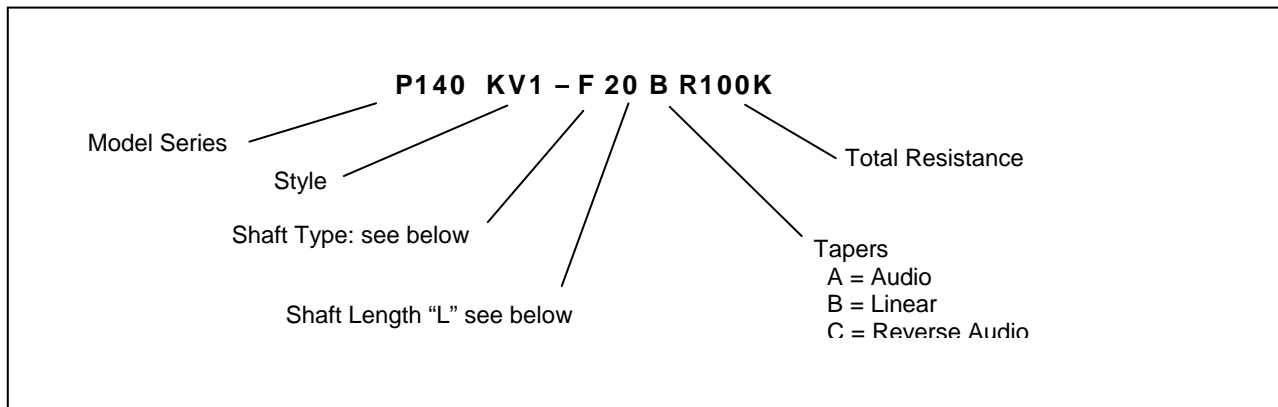 P140 KV1 – F 20 B R100K
Model Series
Total Resistance
Style
Shaft Type: see below
Tapers
A = Audio
B = Linear
C = Reverse Audio
Shaft Length “L” see below